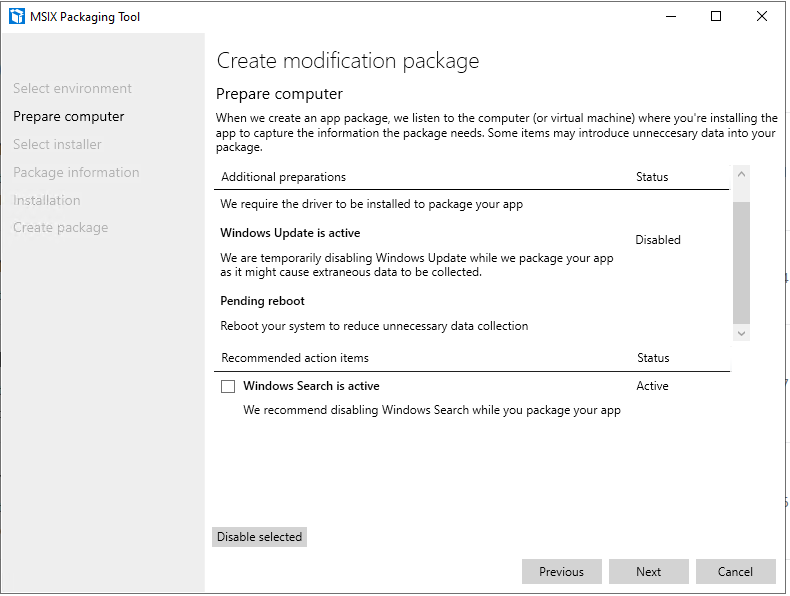 MSIX Packaging Tool
Create modification package
Select environment
Prepare computer
Select installer
Package information
Installation
Create package
Prepare computer
When we create an app package, we listen to the computer (or virtual machine) where you're installing the
app to capture the information the package needs. Some items may introduce unneccesary data into your
package.
Additional preparations Status
We require the driver to be installed to package your app
Windows Update is active
Disabled
We are temporarily disabling Windows Update while we package your app
as it might cause extraneous data to be collected.
Pending reboot
Reboot your system to reduce unnecessary data collection
Recommended action items Status
Windows Search is active Active
We recommend disabling Windows Search while you package your app
Disable selected
Previous Next Cancel